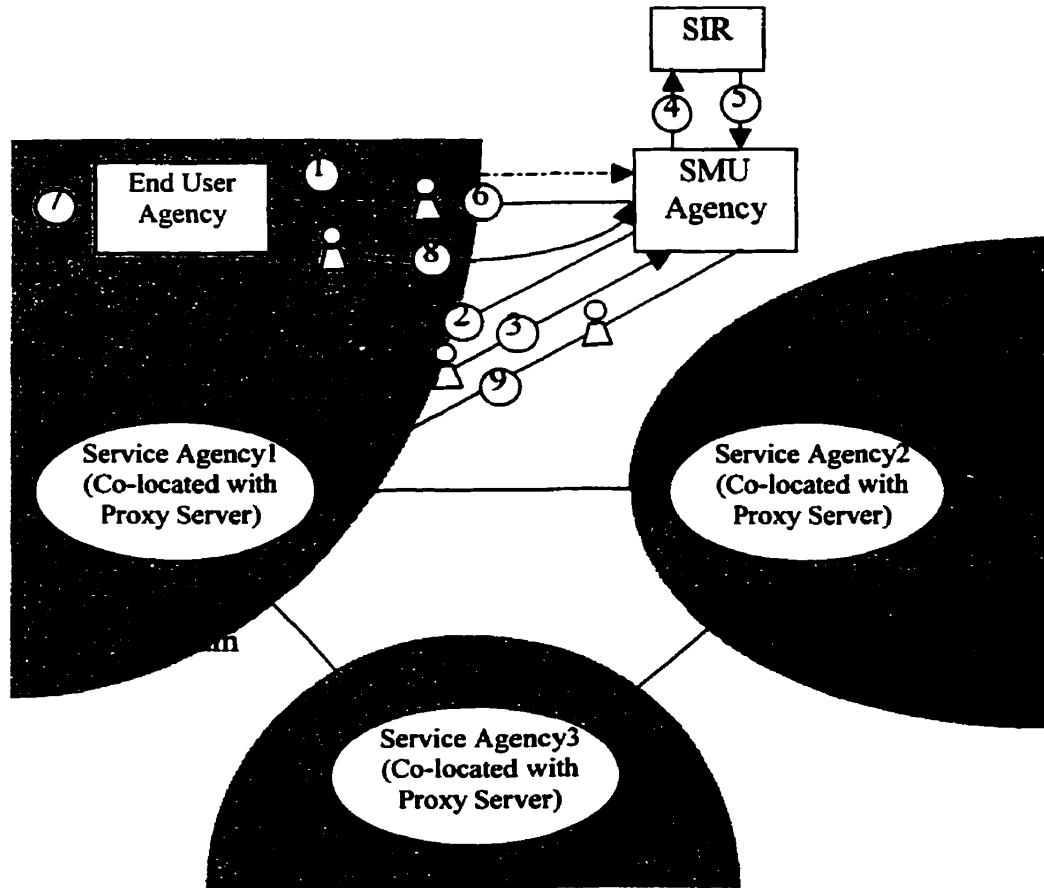 SIR
4
5
1
End User
Agency
SMU
Agency
7
6
8
2
3
9
Service Agency1
(Co-located with
Proxy Server)
Service Agency2
(Co-located with
Proxy Server)
Service Agency3
(Co-located with
Proxy Server)